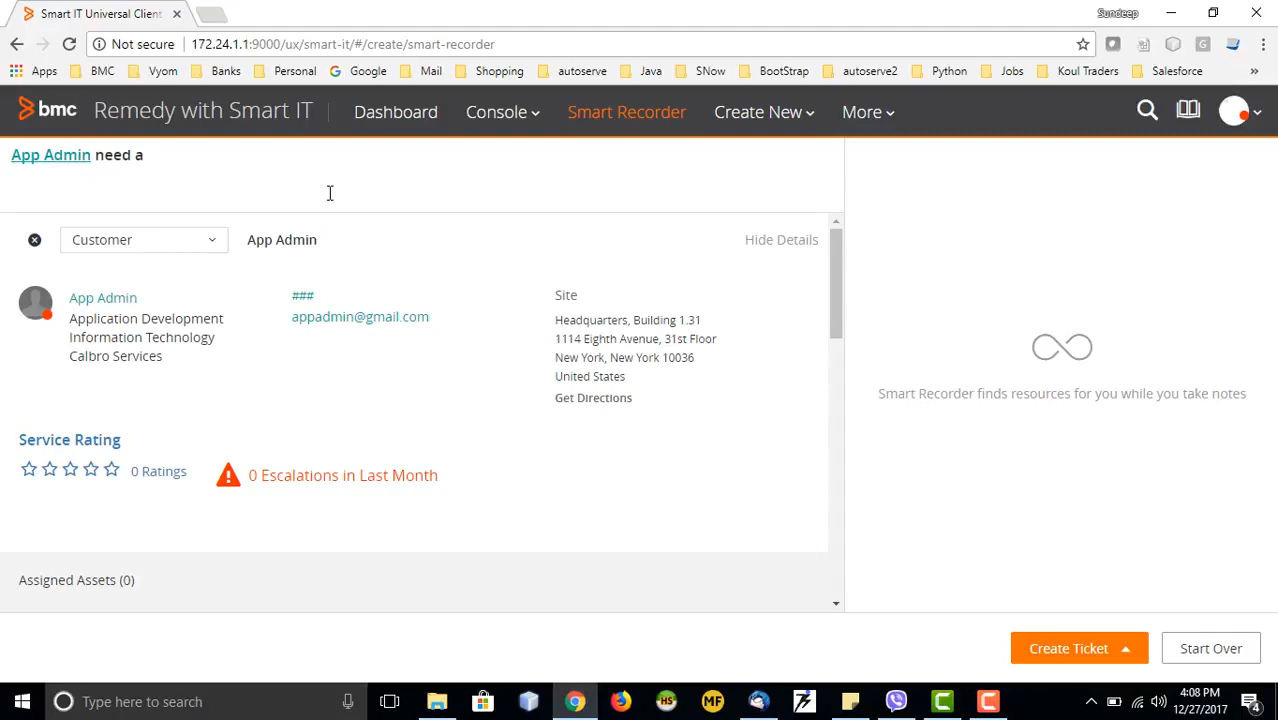 Smart IT Universal Client
Sundeep
Not secure
172.24.1.1:9000/ux/smart-it/#/create/smart-recorder
Apps BMC Vyom Banks Personal Google Mail Shopping autoserve Java SNow BootStrap autoserve2 Python Jobs Koul Traders Salesforce »
bmc Remedy with Smart IT Dashboard Console Smart Recorder Create New More
App Admin need a
Customer App Admin Hide Details
App Admin
Application Development
Information Technology
Calbro Services
###
appadmin@gmail.com
Site
Headquarters, Building 1.31
1114 Eighth Avenue, 31st Floor
New York, New York 10036
United States
Get Directions
Smart Recorder finds resources for you while you take notes
Service Rating
0 Ratings
0 Escalations in Last Month
Assigned Assets (0)
Create Ticket Start Over
Type here to search
HS
MF
4:08 PM
12/27/2017
4